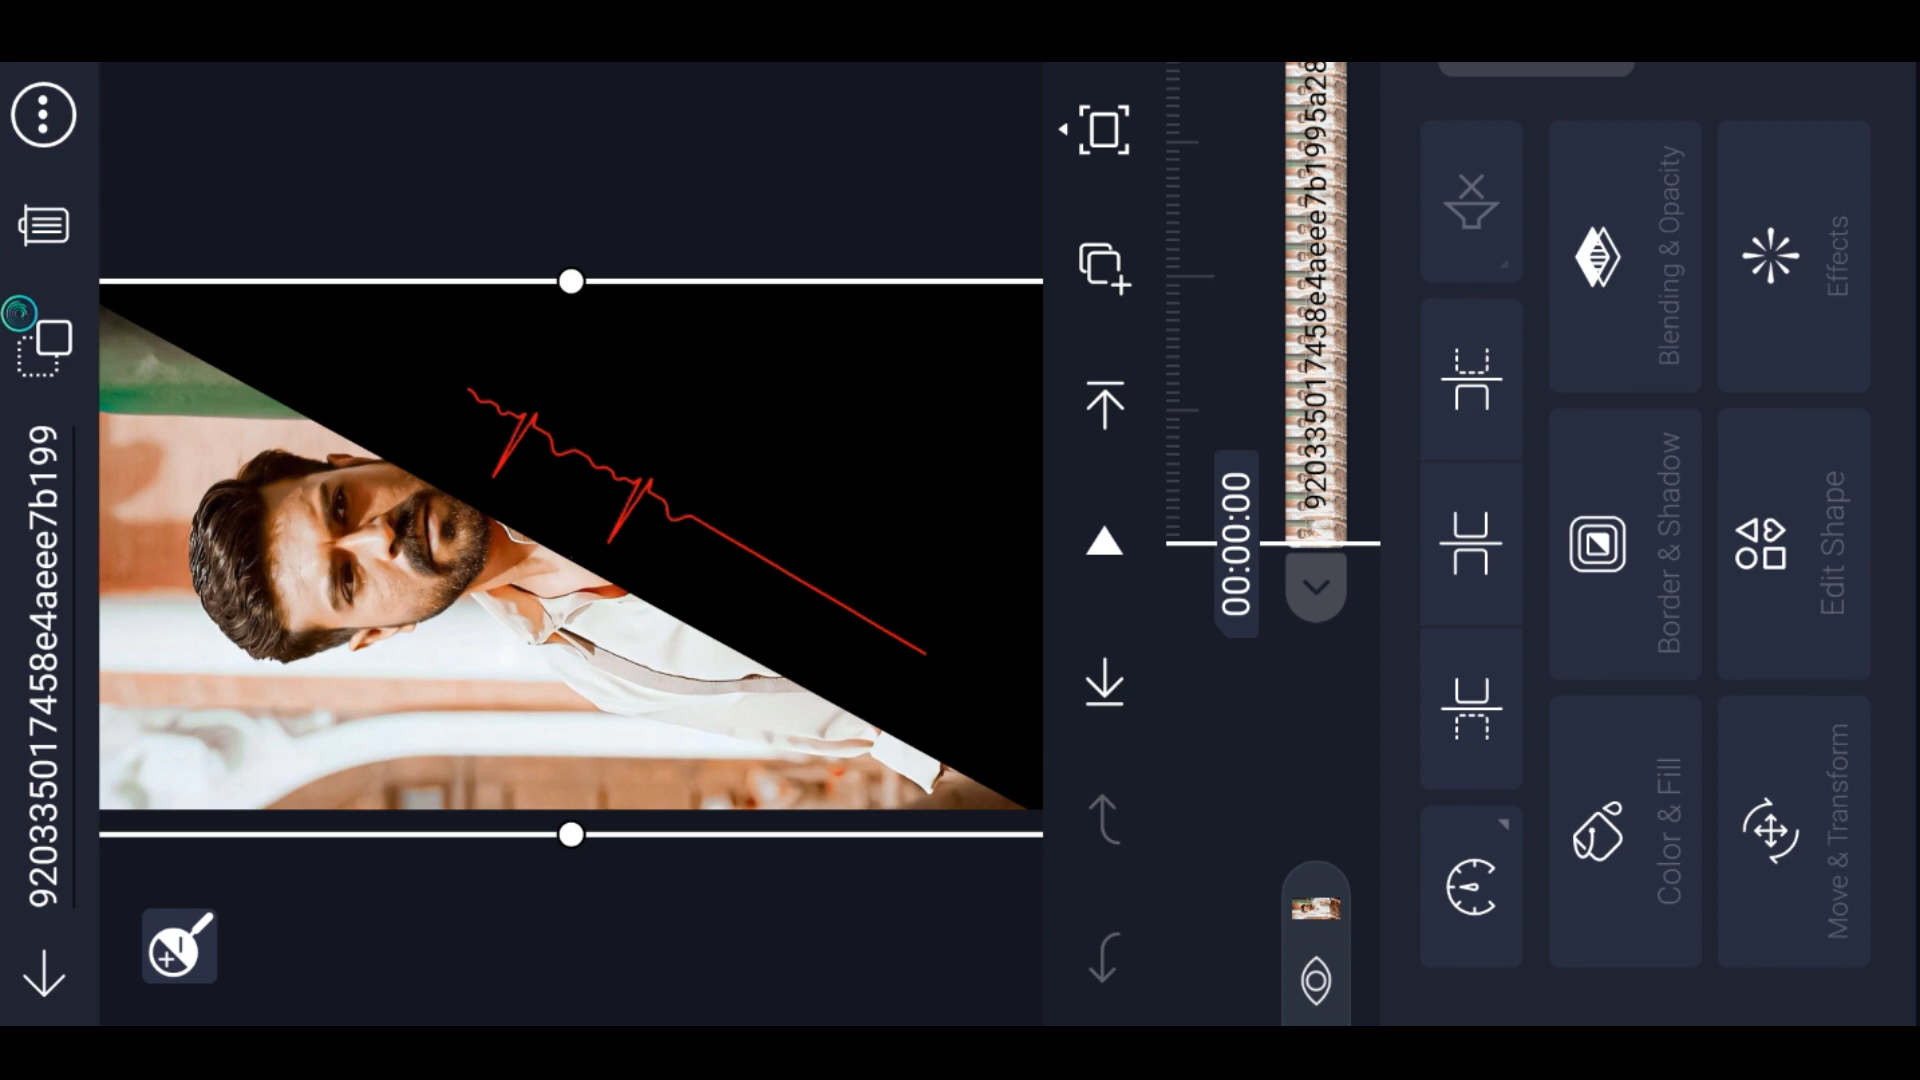 920335017458e4aeee7b199
00:00:00
920335017458e4aeee7b1995a28
Color & Fill
Border & Shadow
Blending & Opacity
Move & Transform
Edit Shape
Effects